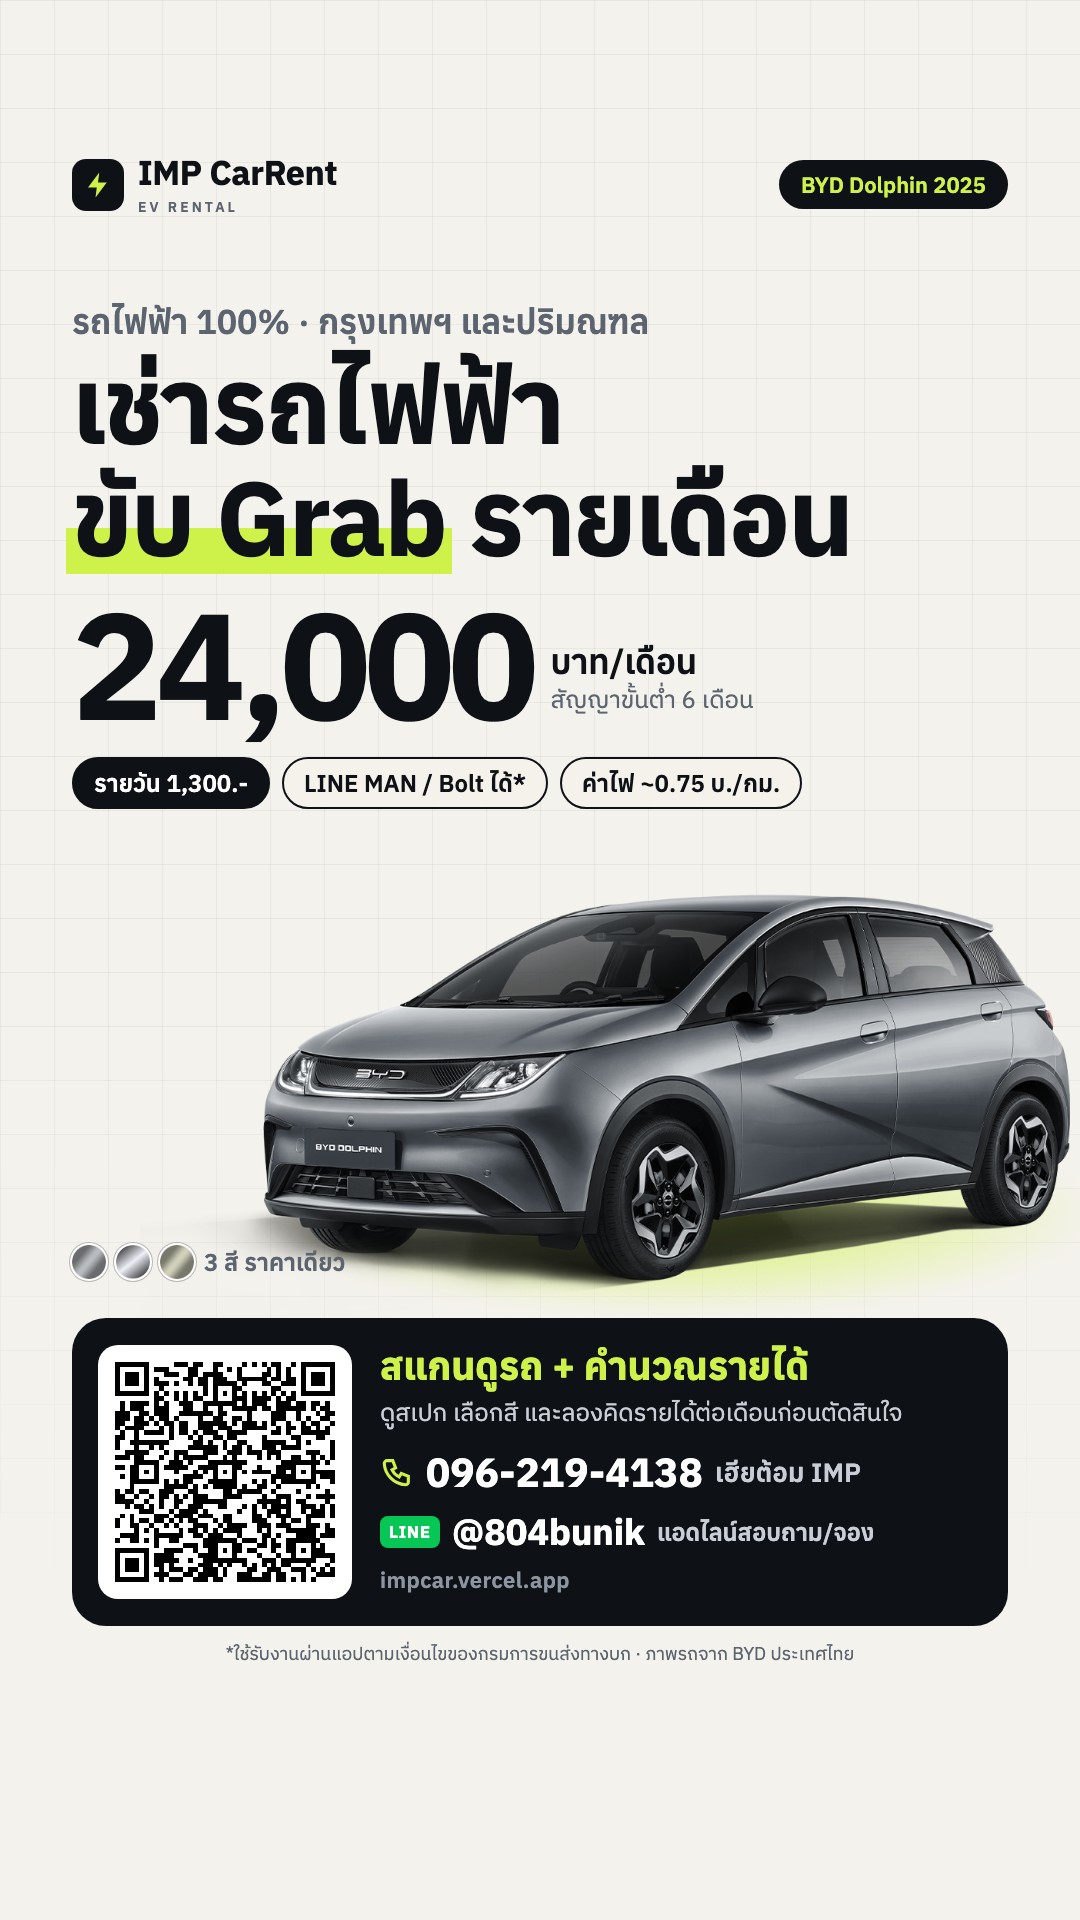 IMP CarRent
EV RENTAL
BYD Dolphin 2025
รถไฟฟ้า 100% · กรุงเทพฯ และปริมณฑล
เช่ารถไฟฟ้า
ขับ Grab รายเดือน
24,000 บาท/เดือน
สัญญาขั้นต่ำ 6 เดือน
รายวัน 1,300.-
LINE MAN / Bolt ได้*
ค่าไฟ ~0.75 บ./กม.
BYD
BYD DOLPHIN
3 สี ราคาเดียว
สแกนดูรถ + คำนวณรายได้
ดูสเปก เลือกสี และลองคิดรายได้ต่อเดือนก่อนตัดสินใจ
096-219-4138 เฮียต้อม IMP
LINE @804bunik แอดไลน์สอบถาม/จอง
impcar.vercel.app
*ใช้รับงานผ่านแอปตามเงื่อนไขของกรมการขนส่งทางบก · ภาพรถจาก BYD ประเทศไทย